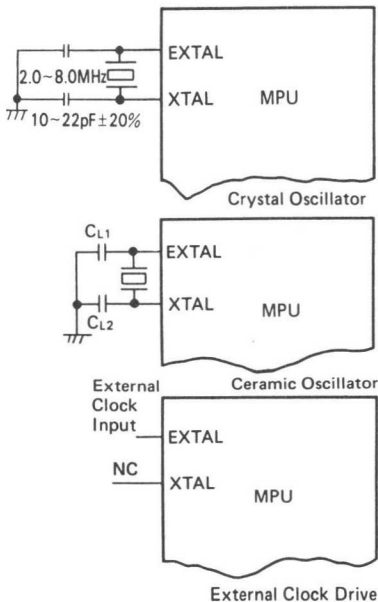 EXTAL
2.0~8.0MHz
XTAL
MPU
10~22pF±20%
Crystal Oscillator
CL1
EXTAL
XTAL
MPU
CL2
Ceramic Oscillator
External
Clock
Input
EXTAL
NC
XTAL
MPU
External Clock Drive